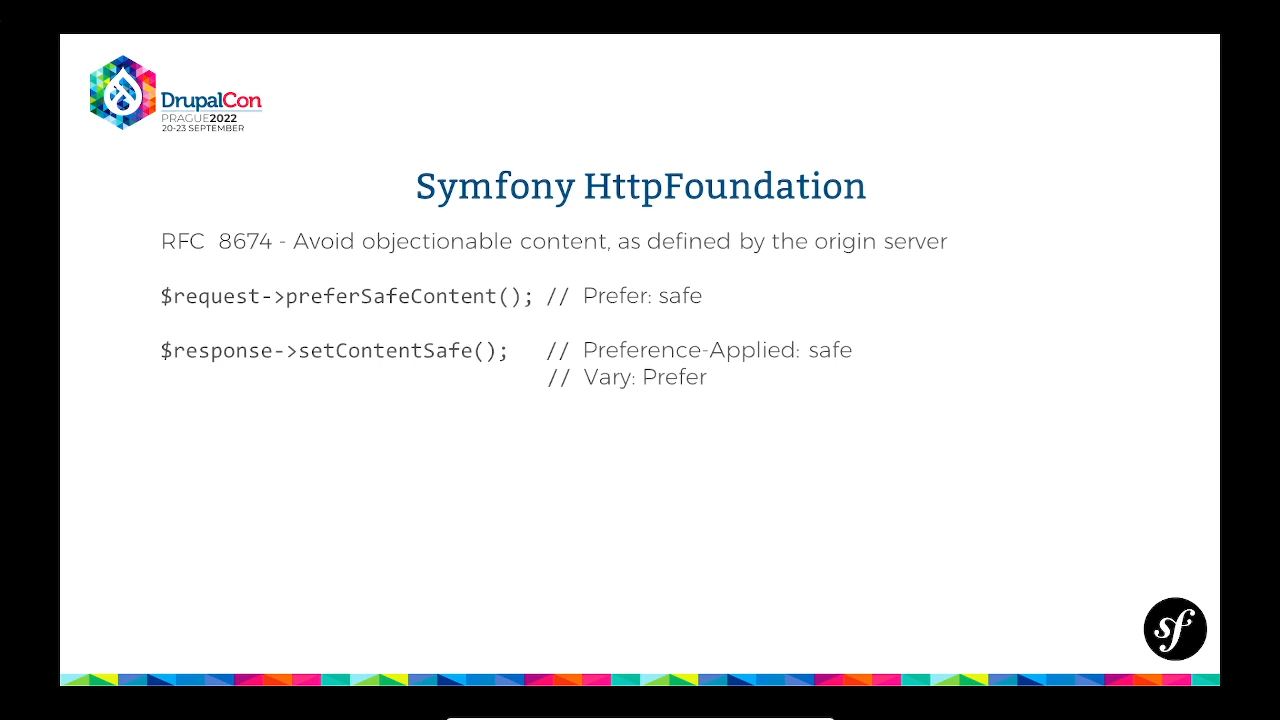 DrupalCon
PRAGUE2022
20-23 SEPTEMBER
Symfony HttpFoundation
RFC 8674 - Avoid objectionable content, as defined by the origin server
$request->preferSafeContent(); // Prefer: safe
$response->setContentSafe(); // Preference-Applied: safe
// Vary: Prefer
sf